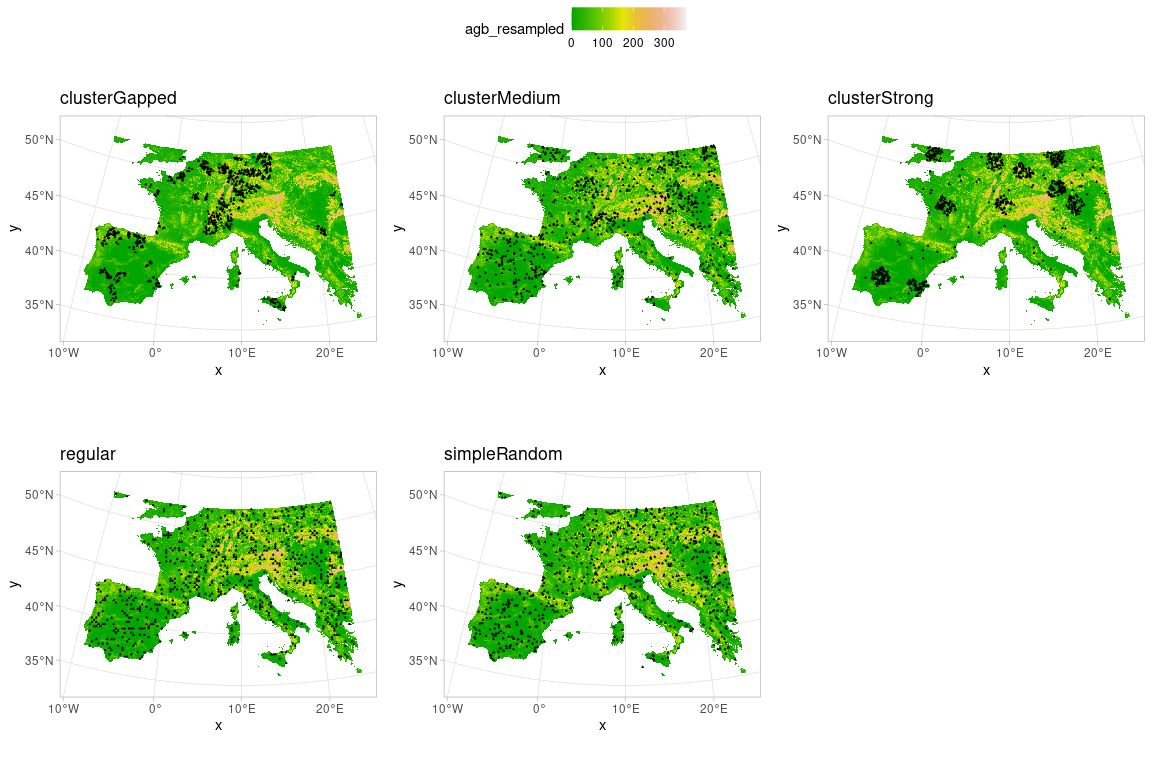 agb_resampled
0 100 200 300
clusterGapped clusterMedium clusterStrong
50°N 50°N 50°N
45°N 45°N 45°N
y y y
40°N 40°N 40°N
35°N 35°N 35°N
10°W 0° 10°E 20°E 10°W 0° 10°E 20°E 10°W 0° 10°E 20°E
x x x
regular simpleRandom
50°N 50°N
45°N 45°N
y y
40°N 40°N
35°N 35°N
10°W 0° 10°E 20°E 10°W 0° 10°E 20°E
x x